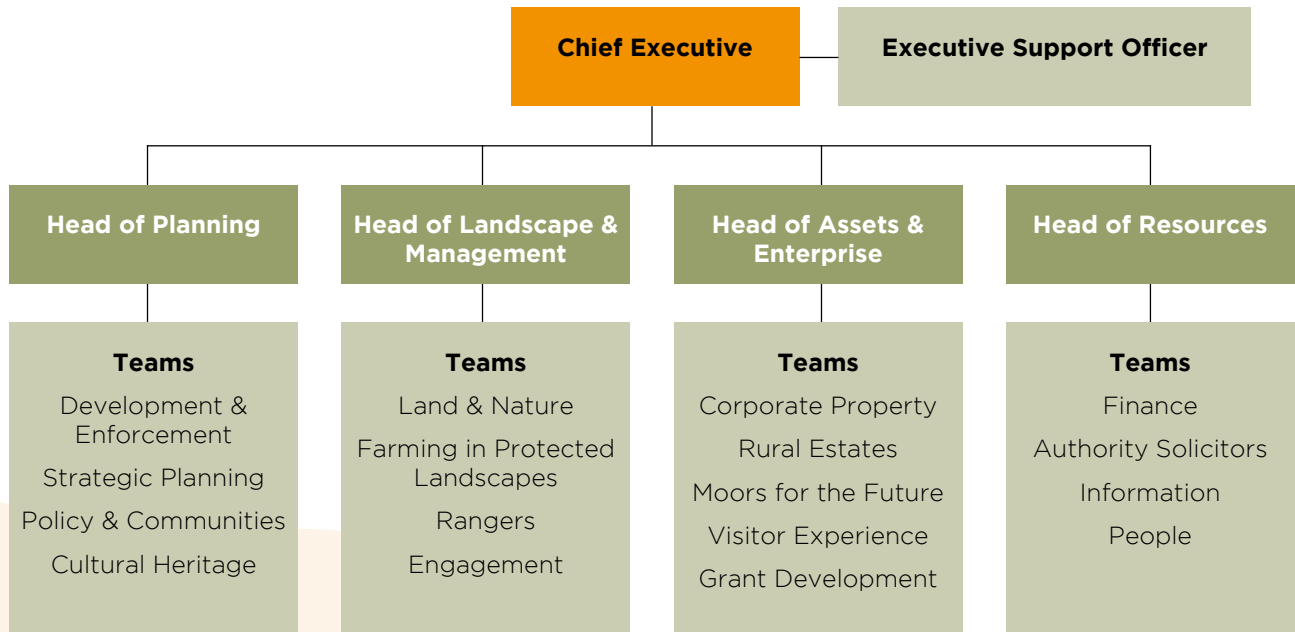 Chief Executive
Executive Support Officer
Head of Planning
Head of Landscape &
Management
Head of Assets &
Enterprise
Head of Resources
Teams
Development &
Enforcement
Strategic Planning
Policy & Communities
Cultural Heritage
Teams
Land & Nature
Farming in Protected
Landscapes
Rangers
Engagement
Teams
Corporate Property
Rural Estates
Moors for the Future
Visitor Experience
Grant Development
Teams
Finance
Authority Solicitors
Information
People